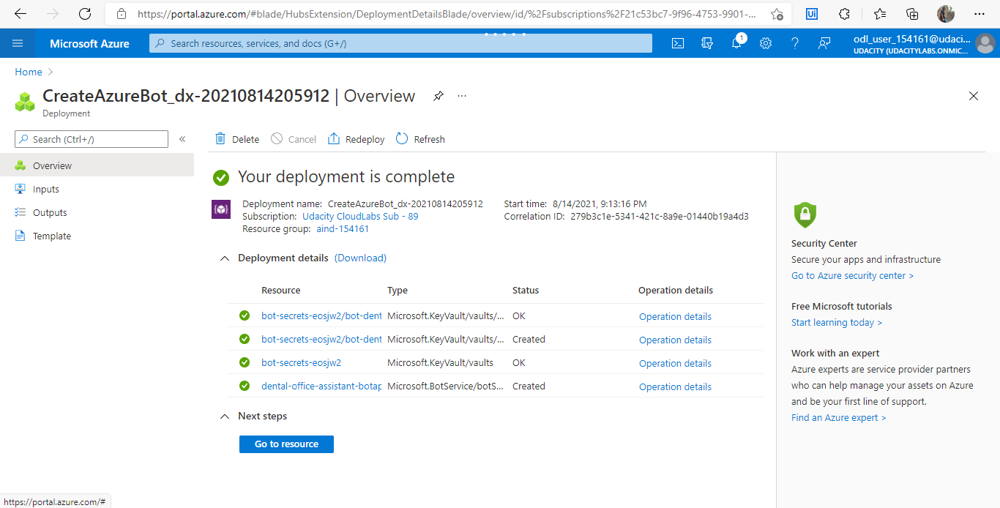 https://portal.azure.com/#blade/HubsExtension/DeploymentDetailsBlade/overview/id/%2Fsubscriptions%2F21c53bc7-9f96-4753-9901-...
Microsoft Azure
Search resources, services, and docs (G+/)
1
odl_user_154161@udaci...
UDACITY (UDACITYLABS.ONMIC...
Home
CreateAzureBot_dx-20210814205912 | Overview
Deployment
Search (Ctrl+/)
Delete Cancel Redeploy Refresh
Overview
Inputs
Outputs
Template
Your deployment is complete
Deployment name: CreateAzureBot_dx-20210814205912
Subscription: Udacity CloudLabs Sub - 89
Resource group: aind-154161
Start time: 8/14/2021, 9:13:16 PM
Correlation ID: 279b3c1e-5341-421c-8a9e-01440b19a4d3
Deployment details (Download)
Resource Type Status Operation details
bot-secrets-eosjw2/bot-dent Microsoft.KeyVault/vaults/... OK Operation details
bot-secrets-eosjw2/bot-dent Microsoft.KeyVault/vaults/... Created Operation details
bot-secrets-eosjw2 Microsoft.KeyVault/vaults OK Operation details
dental-office-assistant-botap Microsoft.BotService/botS... Created Operation details
Next steps
Go to resource
Security Center
Secure your apps and infrastructure
Go to Azure security center >
Free Microsoft tutorials
Start learning today >
Work with an expert
Azure experts are service provider partners
who can help manage your assets on Azure
and be your first line of support.
Find an Azure expert >
https://portal.azure.com/#